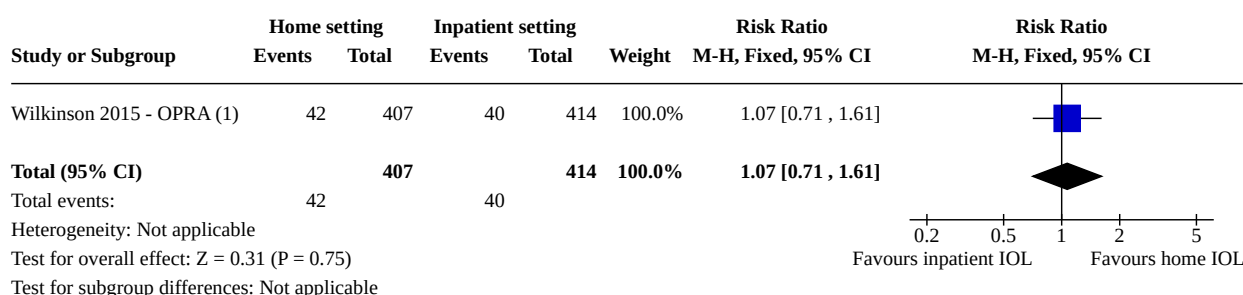 Home setting Inpatient setting Risk Ratio Risk Ratio
Study or Subgroup Events Total Events Total Weight M-H, Fixed, 95% CI M-H, Fixed, 95% CI
Wilkinson 2015 - OPRA (1) 42 407 40 414 100.0% 1.07 [0.71 , 1.61]
Total (95% CI) 407 414 100.0% 1.07 [0.71 , 1.61]
Total events: 42 40
Heterogeneity: Not applicable
0.2 0.5 1 2 5
Test for overall effect: Z = 0.31 (P = 0.75) Favours inpatient IOL Favours home IOL
Test for subgroup differences: Not applicable